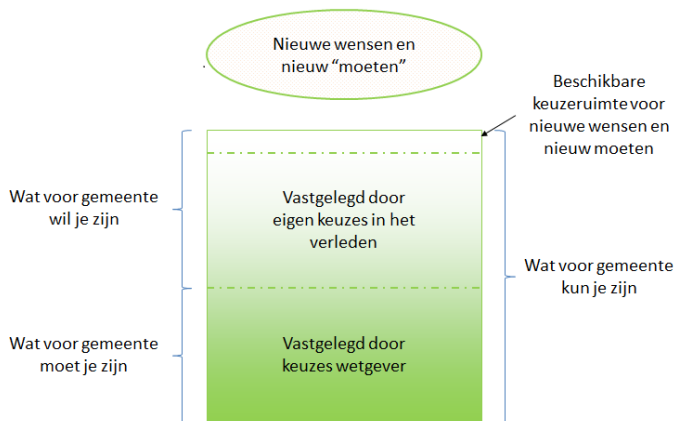 Nieuwe wensen en
nieuw “moeten”
Beschikbare
keuzeruimte voor
nieuwe wensen en
nieuw moeten
Wat voor gemeente
wil je zijn
Vastgelegd door
eigen keuzes in het
verleden
Wat voor gemeente
kun je zijn
Wat voor gemeente
moet je zijn
Vastgelegd door
keuzes wetgever